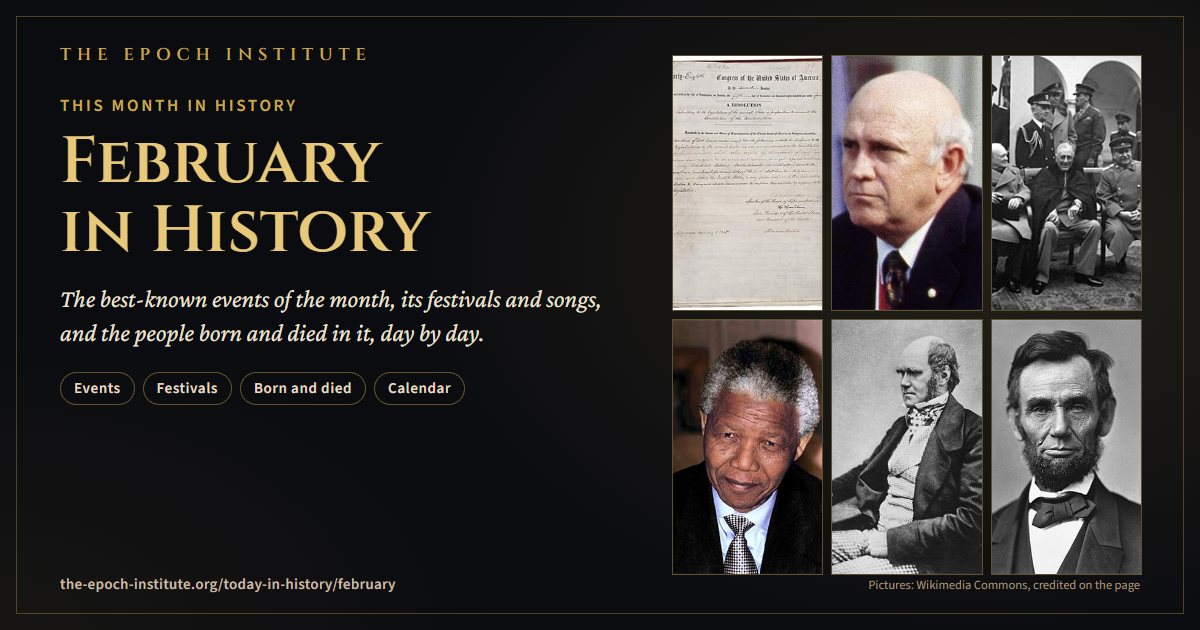 THE EPOCH INSTITUTE
THIS MONTH IN HISTORY
FEBRUARY
IN HISTORY
The best-known events of the month, its festivals and songs,
and the people born and died in it, day by day.
Events
Festivals
Born and died
Calendar
the-epoch-institute.org/today-in-history/february
Congress of the United States of America;
A RESOLUTION
Pictures: Wikimedia Commons, credited on the page